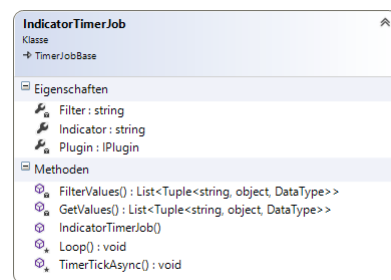 IndicatorTimerJob
Klasse
TimerJobBase
Eigenschaften
Filter : string
Indicator : string
Plugin : IPlugin
Methoden
FilterValues() : List<Tuple<string, object, DataType>>
GetValues() : List<Tuple<string, object, DataType>>
IndicatorTimerJob()
Loop() : void
TimerTickAsync() : void